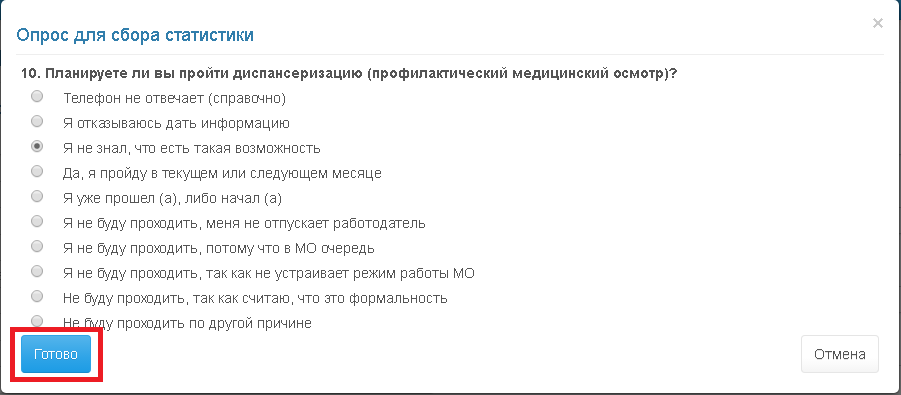 Опрос для сбора статистики
×
10. Планируете ли вы пройти диспансеризацию (профилактический медицинский осмотр)?
Телефон не отвечает (справочно)
Я отказываюсь дать информацию
Я не знал, что есть такая возможность
Да, я пройду в текущем или следующем месяце
Я уже прошел (а), либо начал (а)
Я не буду проходить, меня не отпускает работодатель
Я не буду проходить, потому что в МО очередь
Я не буду проходить, так как не устраивает режим работы МО
Не буду проходить, так как считаю, что это формальность
Не буду проходить по другой причине
Готово
Отмена